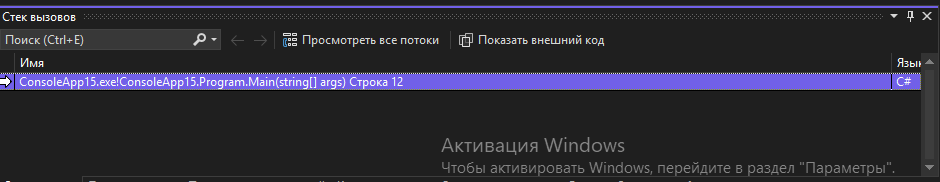 Стек вызовов
Поиск (Ctrl+E) Просмотреть все потоки Показать внешний код
Имя Язык
ConsoleApp15.exe!ConsoleApp15.Program.Main(string[] args) Строка 12 C#
Активация Windows
Чтобы активировать Windows, перейдите в раздел "Параметры".